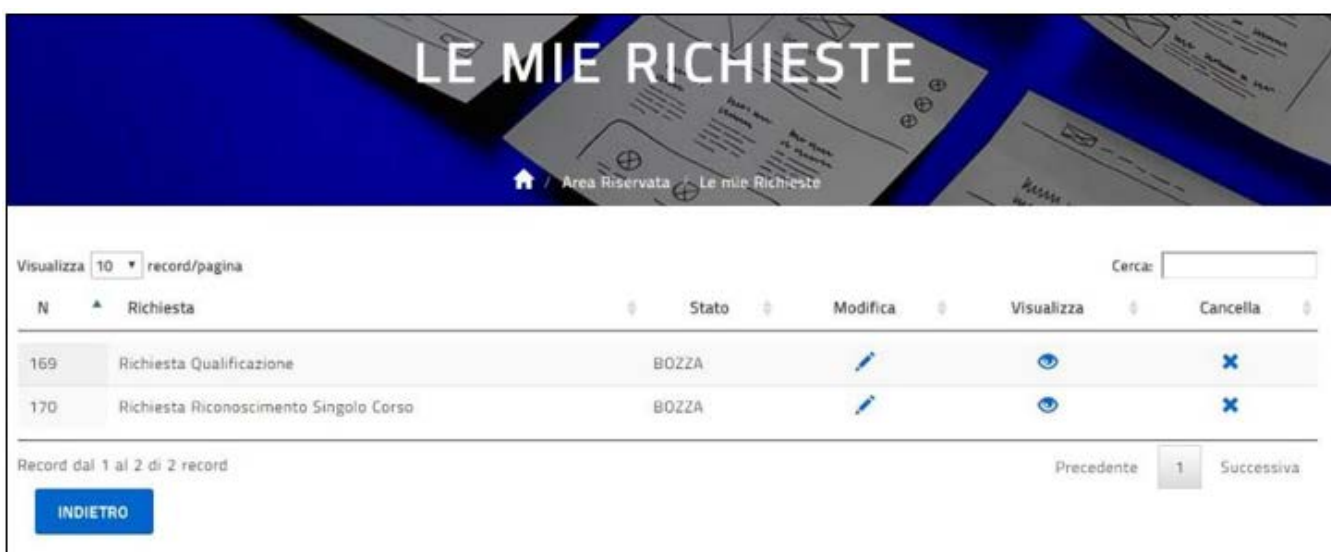 LE MIE RICHIESTE
/ Area Riservata / Le mie Richieste
Visualizza 10 record/pagina Cerca:
N Richiesta Stato Modifica Visualizza Cancella
169 Richiesta Qualificazione BOZZA
170 Richiesta Riconoscimento Singolo Corso BOZZA
Record dal 1 al 2 di 2 record Precedente 1 Successiva
INDIETRO